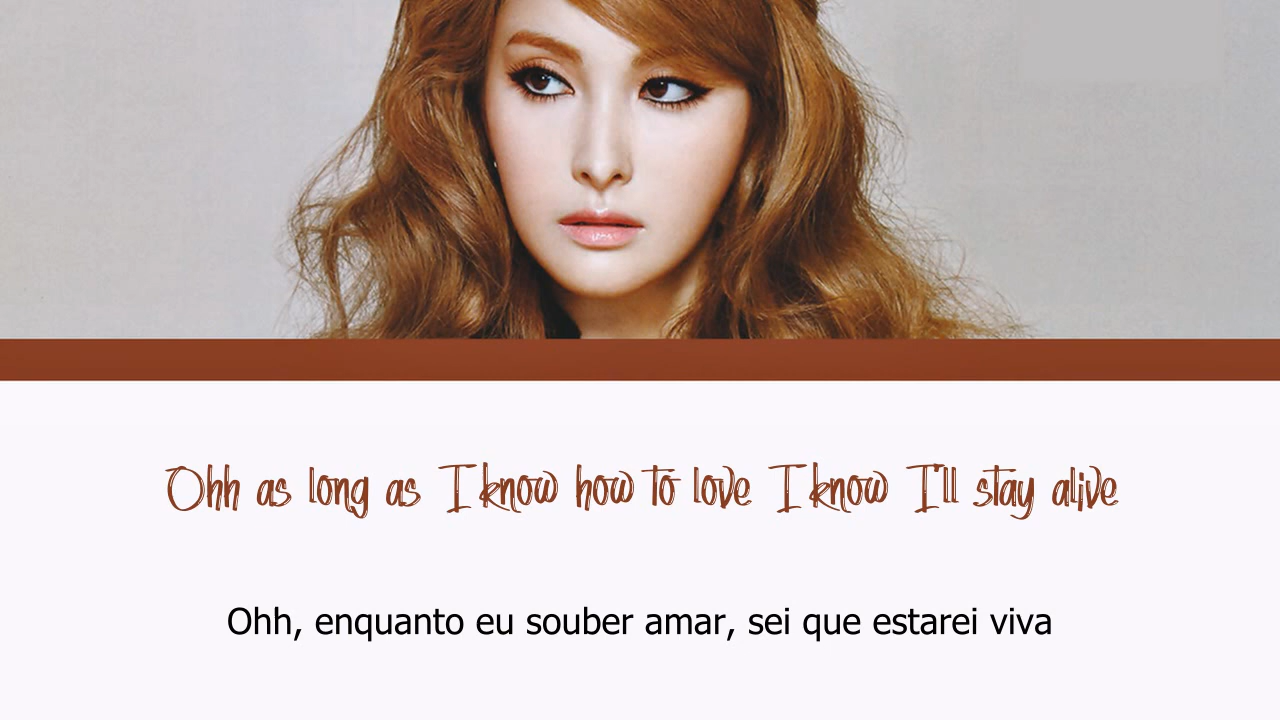 Ohh as long as I know how to love I know I'll stay alive
Ohh, enquanto eu souber amar, sei que estarei viva